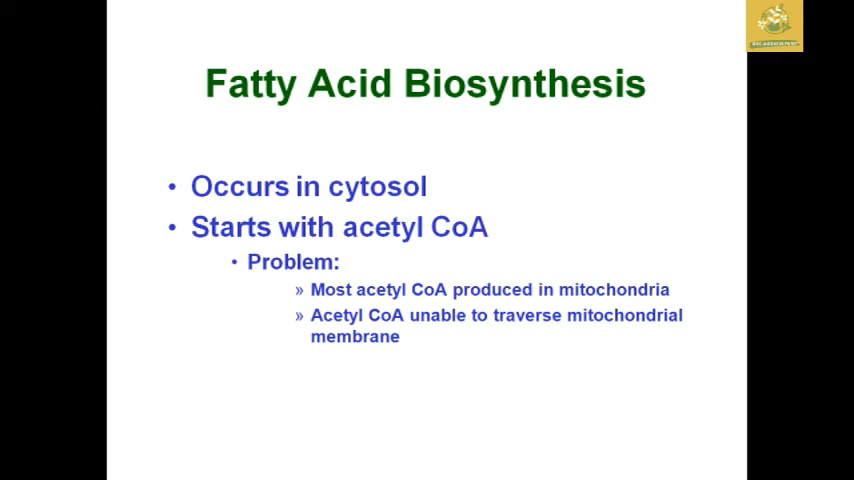 Fatty Acid Biosynthesis
• Occurs in cytosol
• Starts with acetyl CoA
• Problem:
» Most acetyl CoA produced in mitochondria
» Acetyl CoA unable to traverse mitochondrial
membrane